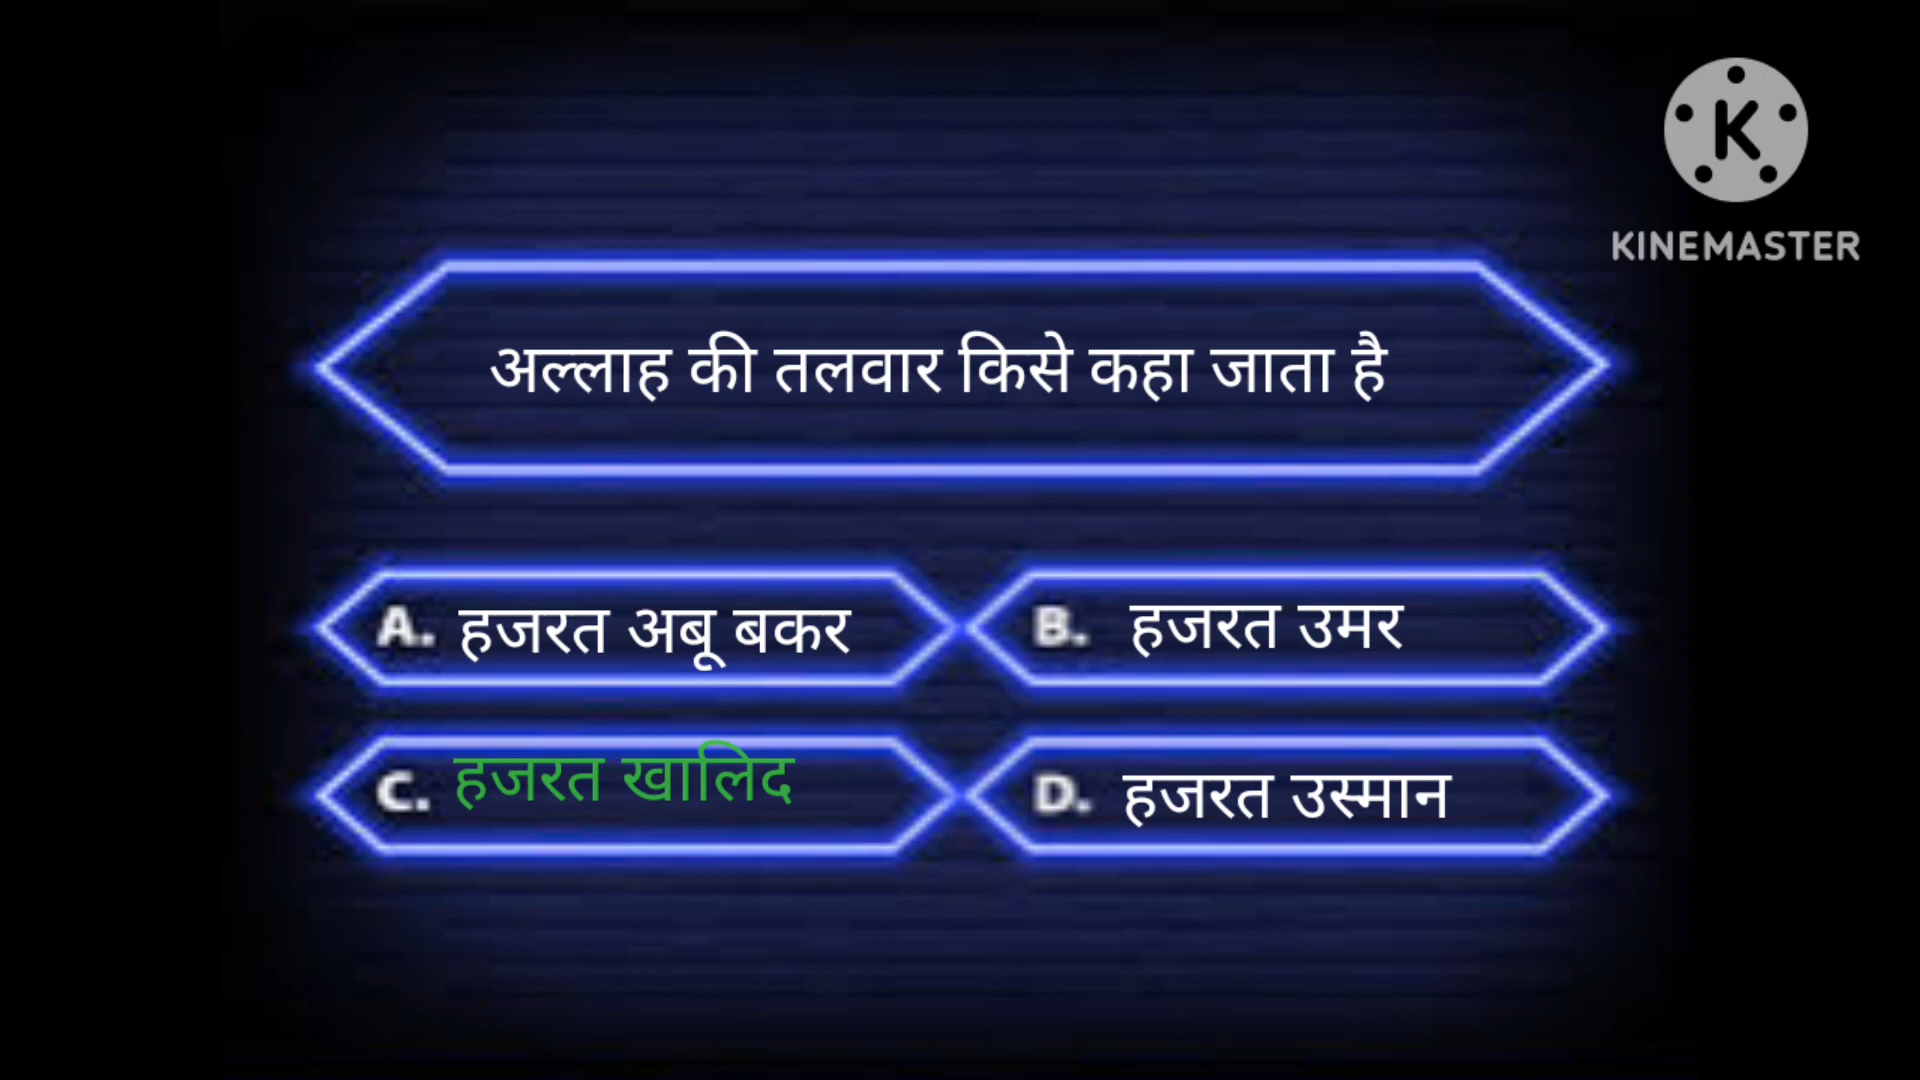 K
KINEMASTER
अल्लाह की तलवार किसे कहा जाता है
A. हजरत अबू बकर
B. हजरत उमर
C. हजरत खालिद
D. हजरत उस्मान